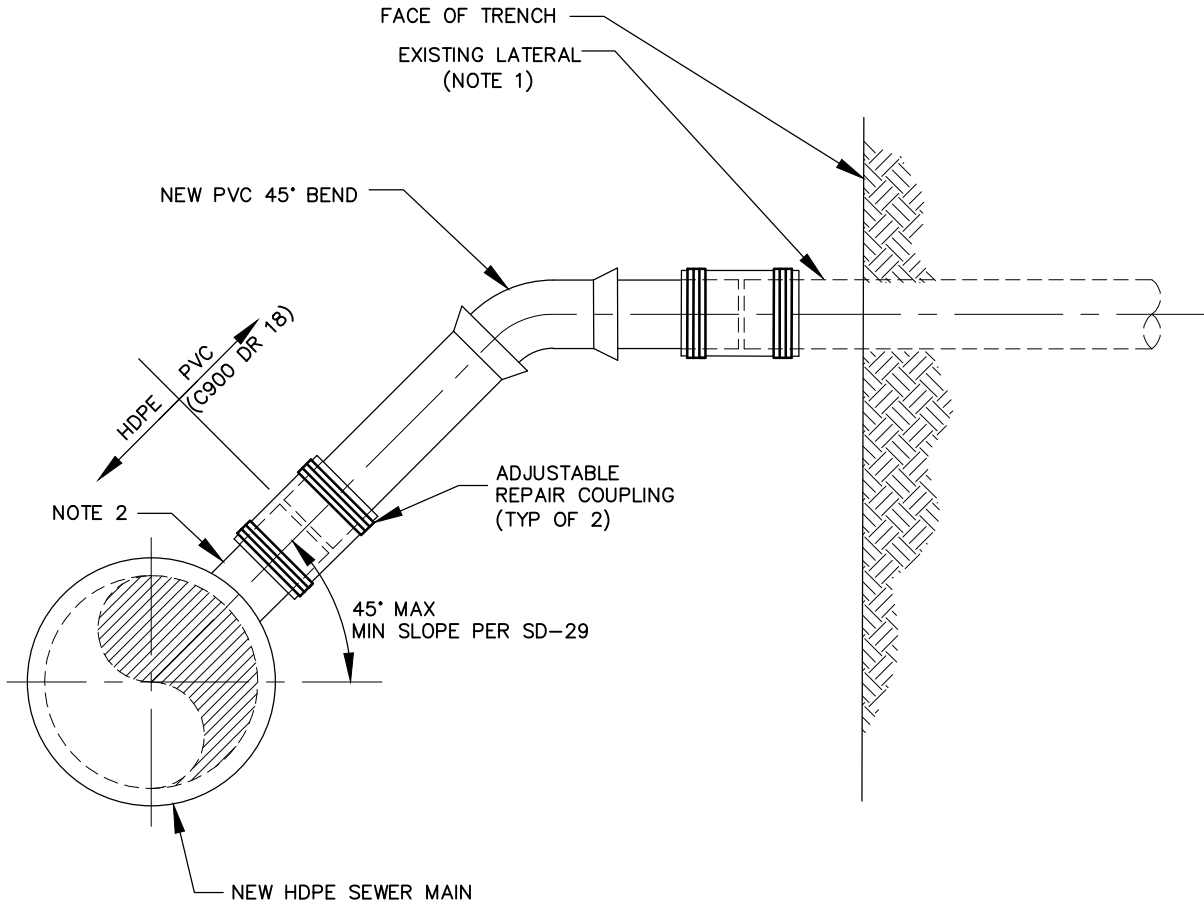 FACE OF TRENCH
EXISTING LATERAL
(NOTE 1)
NEW PVC 45° BEND
HDPE PVC
(C900 DR 18)
NOTE 2
ADJUSTABLE
REPAIR COUPLING
(TYP OF 2)
45° MAX
MIN SLOPE PER SD-29
NEW HDPE SEWER MAIN